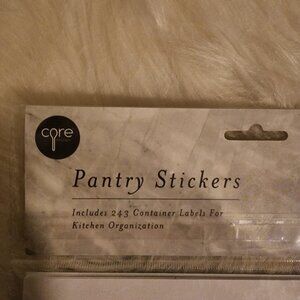 core
Pantry Stickers
Includes 243 Container Labels For
Kitchen Organization